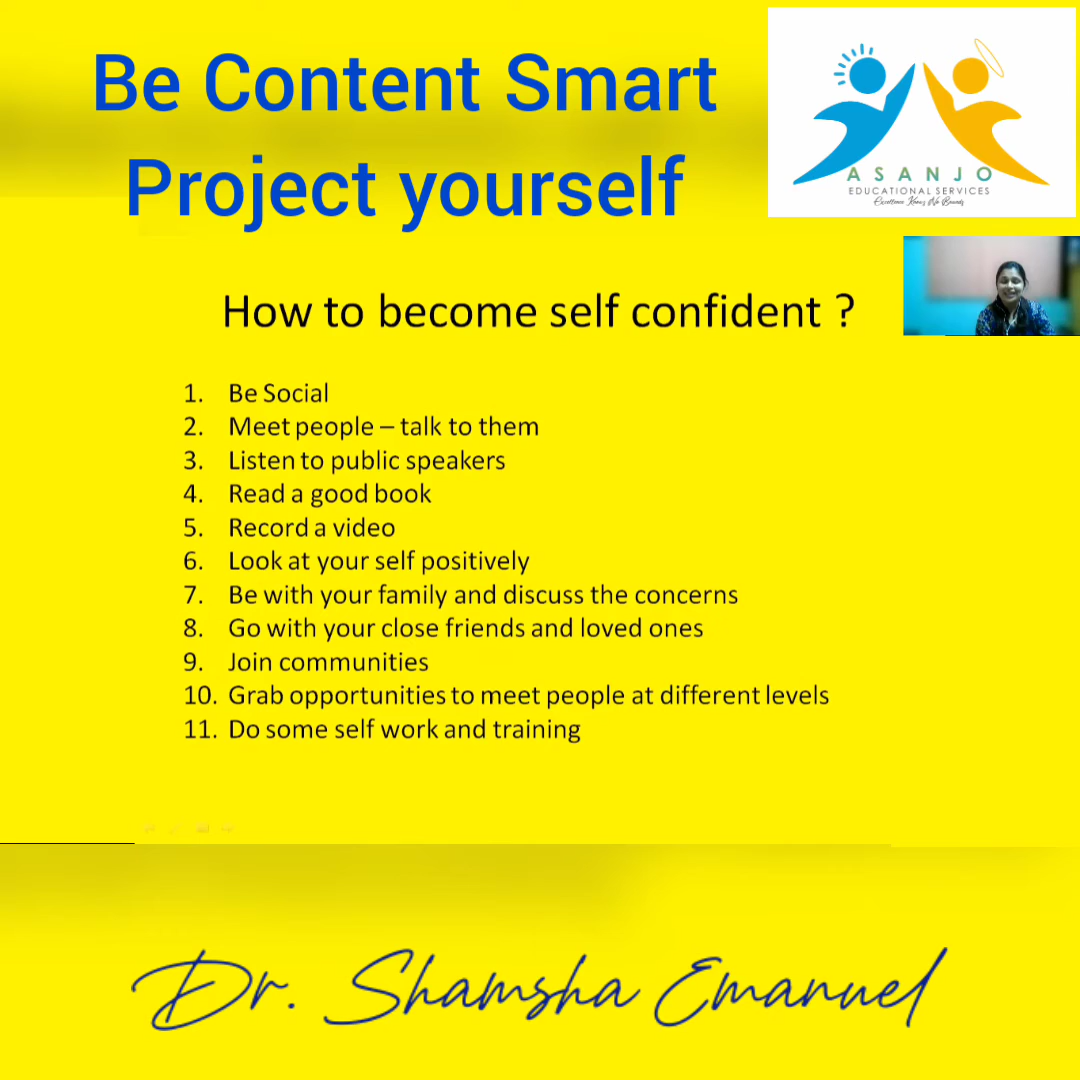 Be Content Smart
Project yourself
ASANJO
EDUCATIONAL SERVICES
Excellence Knows No Bounds
How to become self confident ?
1. Be Social
2. Meet people – talk to them
3. Listen to public speakers
4. Read a good book
5. Record a video
6. Look at your self positively
7. Be with your family and discuss the concerns
8. Go with your close friends and loved ones
9. Join communities
10. Grab opportunities to meet people at different levels
11. Do some self work and training
Dr. Shamsha Emanuel